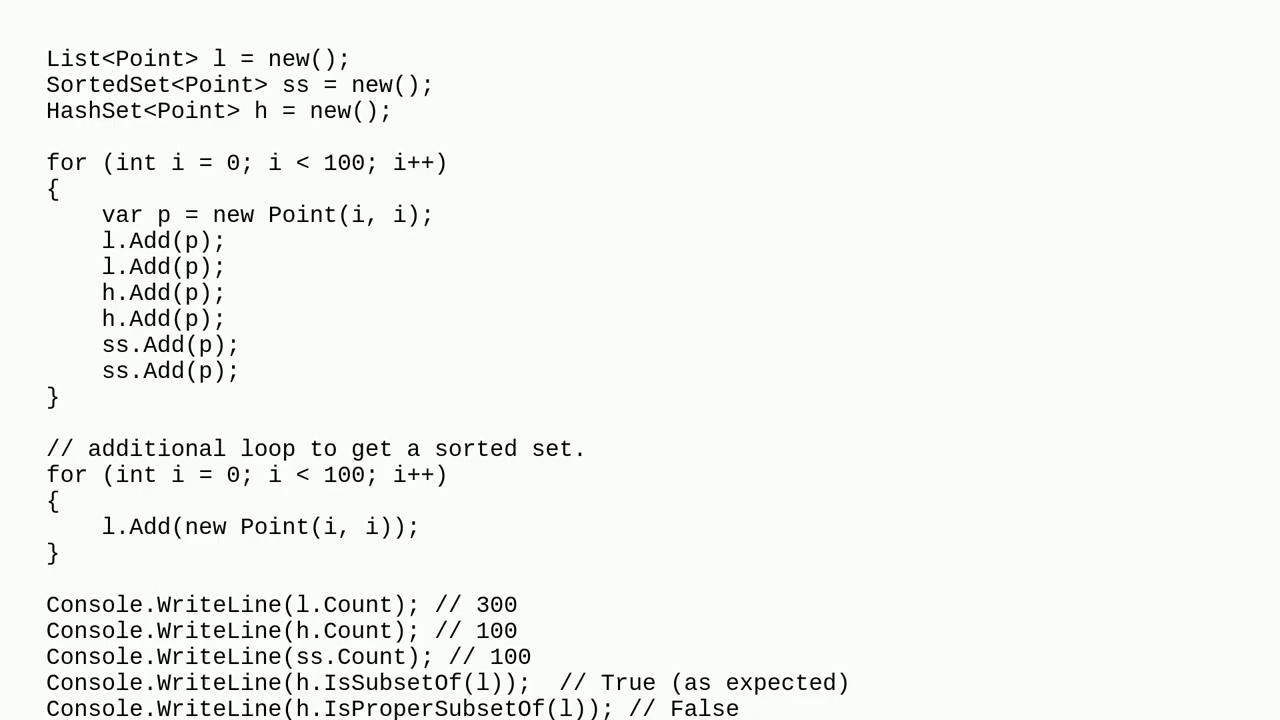 List<Point> l = new();
SortedSet<Point> ss = new();
HashSet<Point> h = new();
for (int i = 0; i < 100; i++)
{
    var p = new Point(i, i);
    l.Add(p);
    l.Add(p);
    h.Add(p);
    h.Add(p);
    ss.Add(p);
    ss.Add(p);
}
// additional loop to get a sorted set.
for (int i = 0; i < 100; i++)
{
    l.Add(new Point(i, i));
}
Console.WriteLine(l.Count); // 300
Console.WriteLine(h.Count); // 100
Console.WriteLine(ss.Count); // 100
Console.WriteLine(h.IsSubsetOf(l));  // True (as expected)
Console.WriteLine(h.IsProperSubsetOf(l)); // False